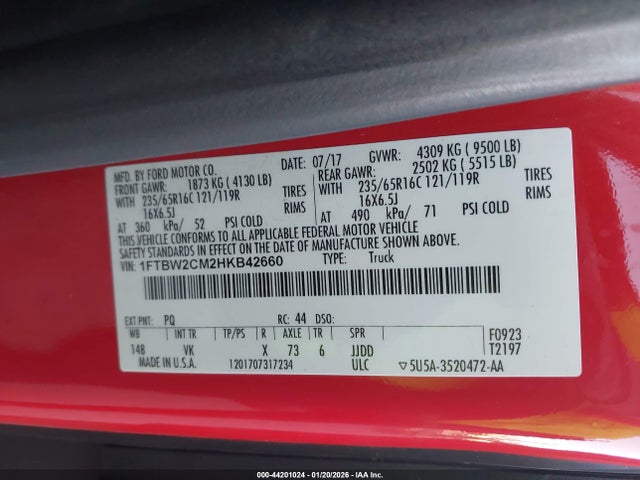 MFD. BY FORD MOTOR CO.
DATE: 07/17 GVWR: 4309 KG ( 9500 LB)
FRONT GAWR: 1873 KG ( 4130 LB)
REAR GAWR: 2502 KG ( 5515 LB)
WITH 235/65R16C 121/119R TIRES
WITH 235/65R16C 121/119R TIRES
16X6.5J RIMS
16X6.5J RIMS
AT 360 kPa/ 52 PSI COLD
AT 490 kPa/ 71 PSI COLD
THIS VEHICLE CONFORMS TO ALL APPLICABLE FEDERAL MOTOR VEHICLE
SAFETY STANDARDS IN EFFECT ON THE DATE OF MANUFACTURE SHOWN ABOVE.
VIN: 1FTBW2CM2HKB42660 TYPE: Truck
EXT PNT: PQ RC: 44 DSO:
WB INT TR TP/PS R AXLE TR SPR
148 VK X 73 6 JJDD
F0923
T2197
MADE IN U.S.A. 1201707317234 ULC 5U5A-3520472-AA
000-44201024 | 01/20/2026 - IAA Inc.